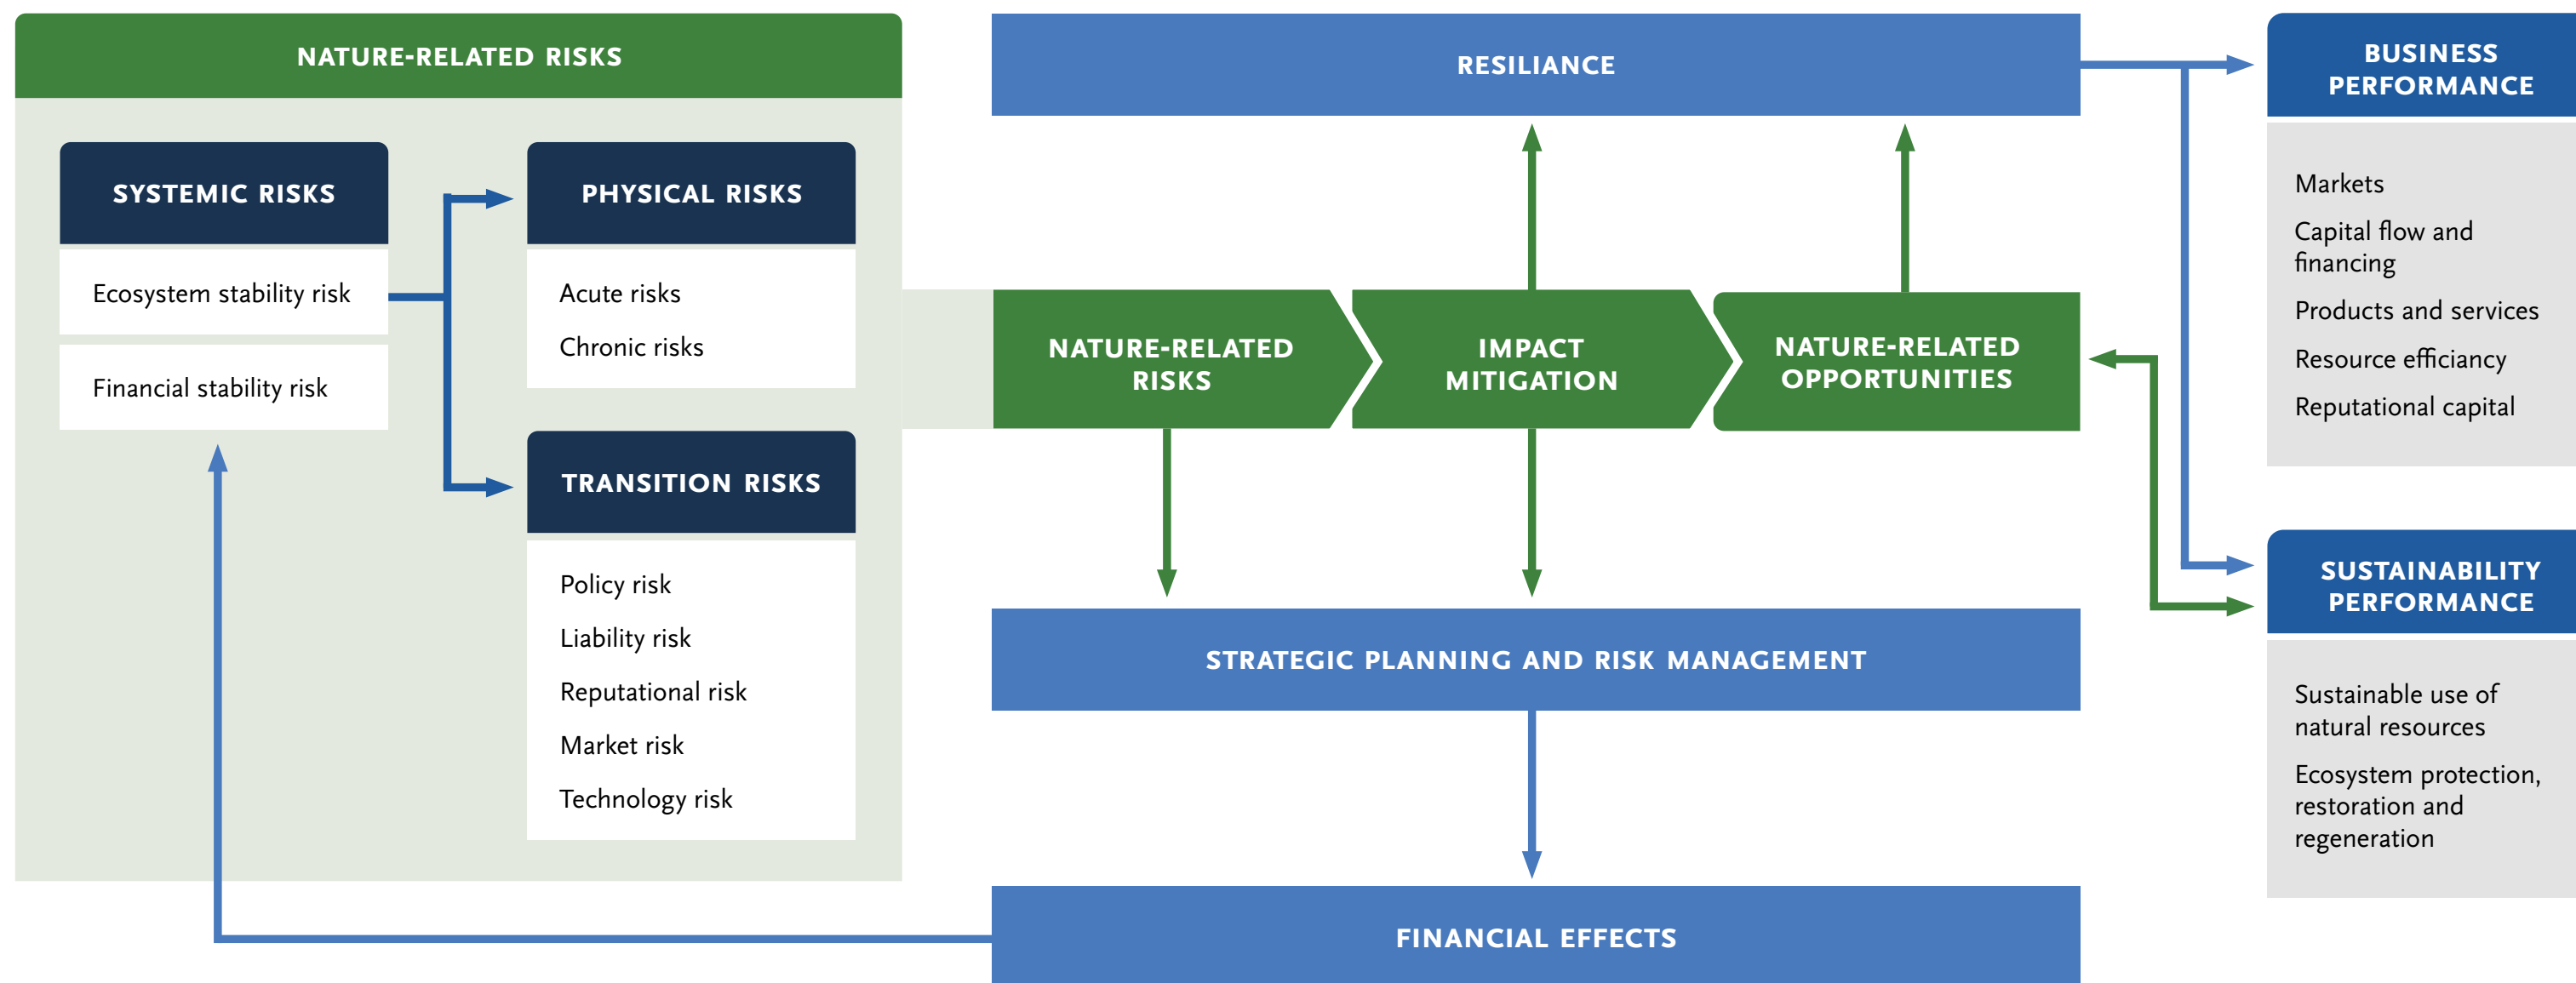 NATURE-RELATED RISKS
SYSTEMIC RISKS
Ecosystem stability risk
Financial stability risk
PHYSICAL RISKS
Acute risks
Chronic risks
TRANSITION RISKS
Policy risk
Liability risk
Reputational risk
Market risk
Technology risk
RESILIANCE
NATURE-RELATED
RISKS
IMPACT
MITIGATION
NATURE-RELATED
OPPORTUNITIES
STRATEGIC PLANNING AND RISK MANAGEMENT
FINANCIAL EFFECTS
BUSINESS
PERFORMANCE
Markets
Capital flow and
financing
Products and services
Resource efficiancy
Reputational capital
SUSTAINABILITY
PERFORMANCE
Sustainable use of
natural resources
Ecosystem protection,
restoration and
regeneration